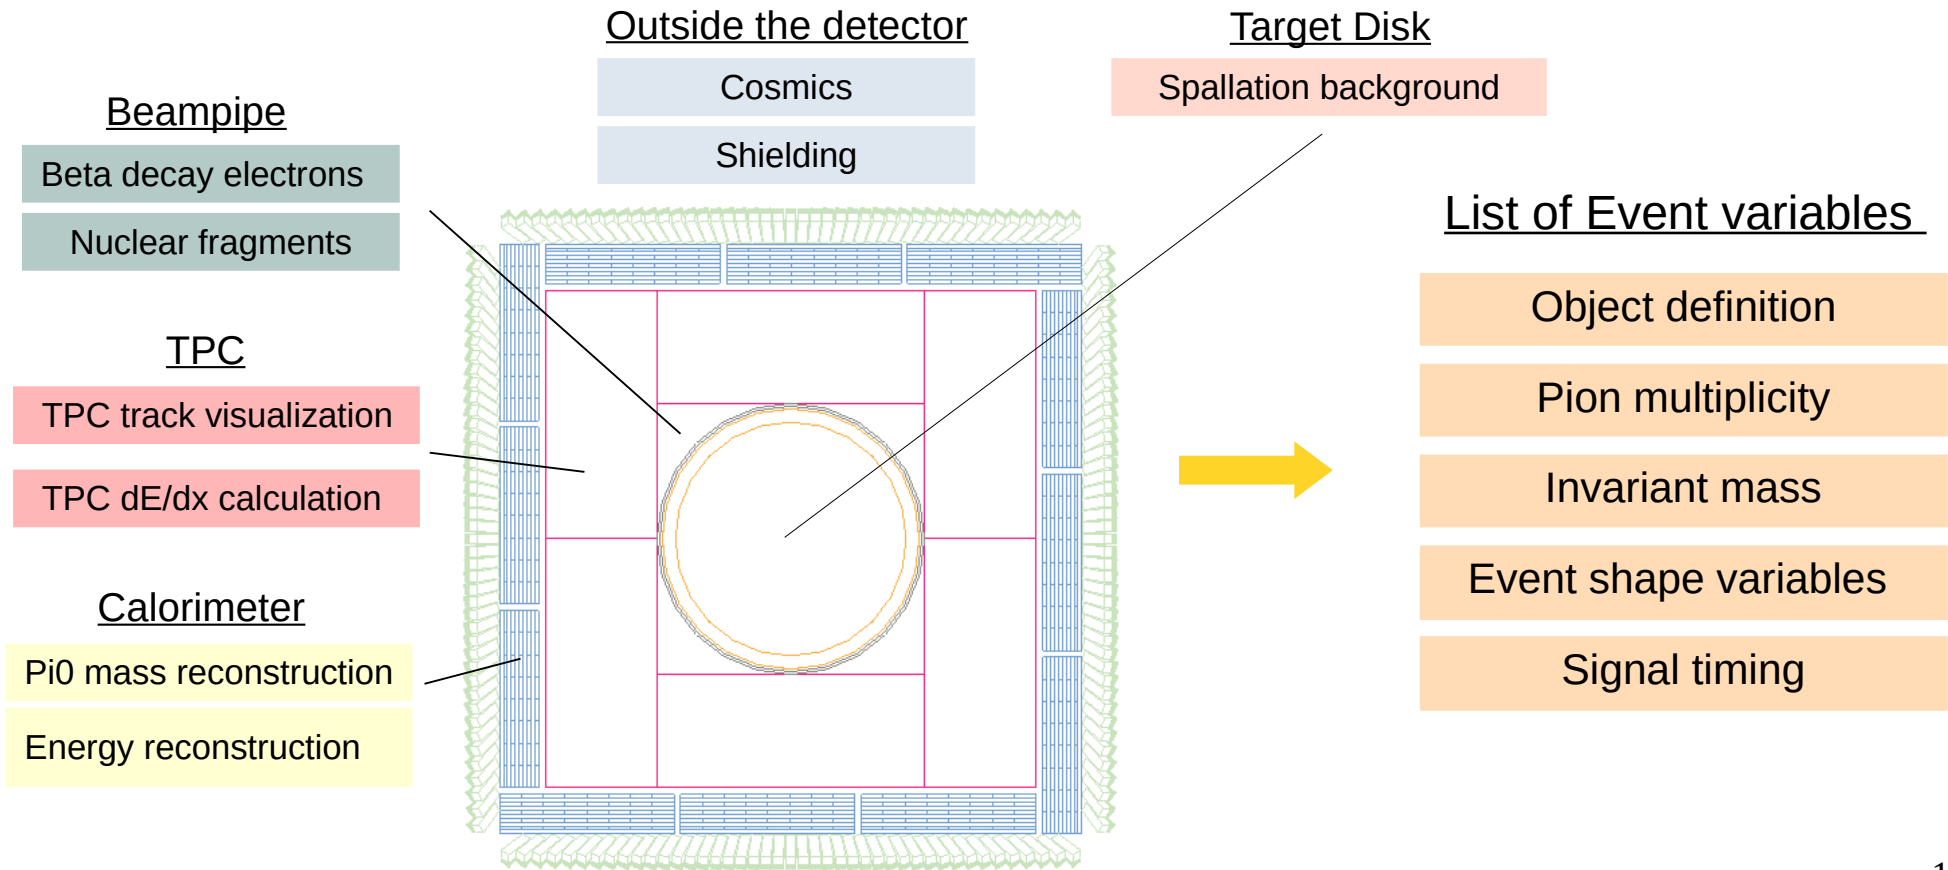 Outside the detector
Cosmics
Shielding
Target Disk
Spallation background
Beampipe
Beta decay electrons
Nuclear fragments
TPC
TPC track visualization
TPC dE/dx calculation
Calorimeter
Pi0 mass reconstruction
Energy reconstruction
List of Event variables
Object definition
Pion multiplicity
Invariant mass
Event shape variables
Signal timing